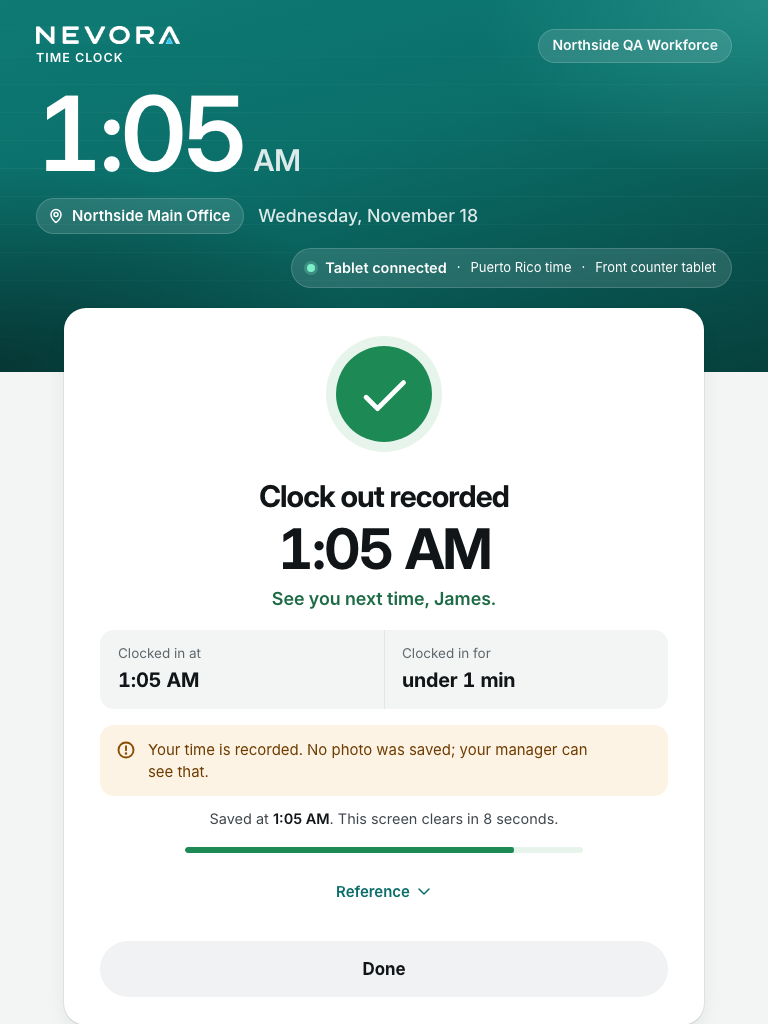 NEVORA
TIME CLOCK
Northside QA Workforce
1:05 AM
Northside Main Office
Wednesday, November 18
Tablet connected · Puerto Rico time · Front counter tablet
Clock out recorded
1:05 AM
See you next time, James.
Clocked in at
1:05 AM
Clocked in for
under 1 min
Your time is recorded. No photo was saved; your manager can
see that.
Saved at 1:05 AM. This screen clears in 8 seconds.
Reference
Done